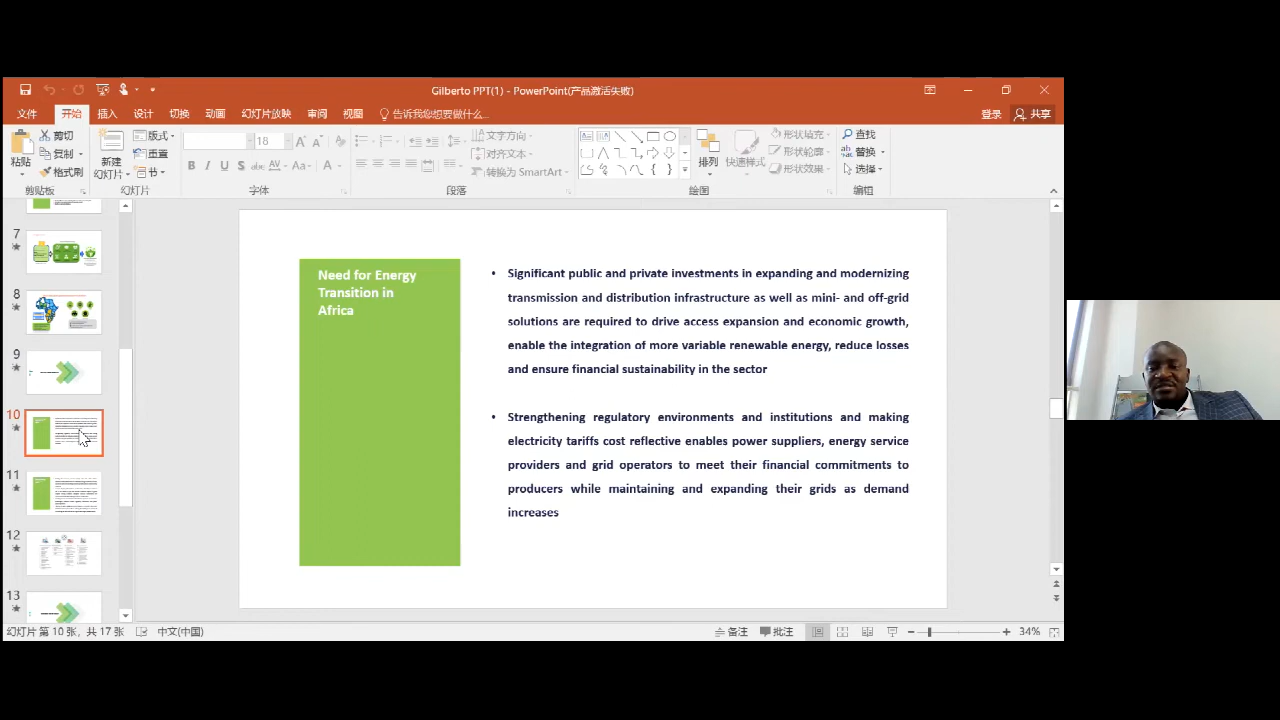 Gilberto PPT(1) - PowerPoint(产品激活失败)
文件 开始 插入 设计 切换 动画 幻灯片放映 审阅 视图 告诉我您想要做什么... 登录 共享
粘贴
剪切
复制
格式刷
剪贴板
新建
幻灯片
版式
重置
节
幻灯片
18
B I U S abc AV Aa A
字体
文字方向
对齐文本
转换为 SmartArt
段落
排列
快速样式
形状填充
形状轮廓
形状效果
绘图
查找
替换
选择
编辑
7
8
9
10
11
12
13
Need for Energy
Transition in
Africa
• Significant public and private investments in expanding and modernizing
transmission and distribution infrastructure as well as mini- and off-grid
solutions are required to drive access expansion and economic growth,
enable the integration of more variable renewable energy, reduce losses
and ensure financial sustainability in the sector
• Strengthening regulatory environments and institutions and making
electricity tariffs cost reflective enables power suppliers, energy service
providers and grid operators to meet their financial commitments to
producers while maintaining and expanding their grids as demand
increases
幻灯片 第 10 张，共 17 张 中文(中国) 备注 批注 34%